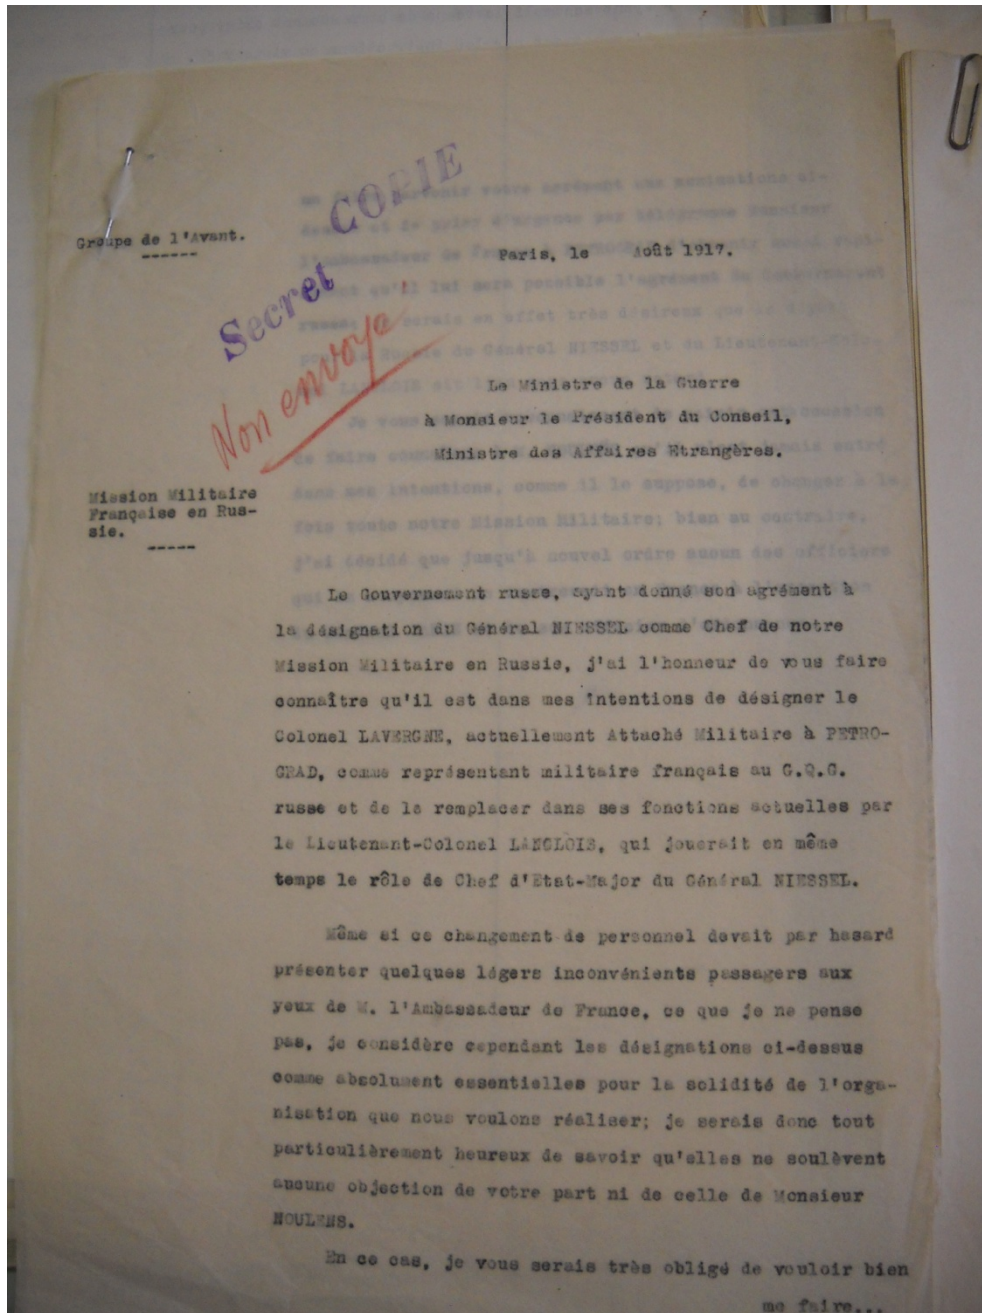 COPIE
Groupe de l'Avant.
Paris, le Août 1917.
Secret
Non envoyé
Le Ministre de la Guerre
à Monsieur le Président du Conseil,
Ministre des Affaires Etrangères.
Mission Militaire
Française en Rus-
sie.
Le Gouvernement russe, ayant donné son agrément à
la désignation du Général NIESSEL comme Chef de notre
Mission Militaire en Russie, j'ai l'honneur de vous faire
connaître qu'il est dans mes intentions de désigner le
Colonel LAVERGNE, actuellement Attaché Militaire à PETRO-
GRAD, comme représentant militaire français au G.Q.G.
russe et de le remplacer dans ses fonctions actuelles par
le Lieutenant-Colonel LANGLOIS, qui jouerait en même
temps le rôle de Chef d'Etat-Major du Général NIESSEL.
Même si ce changement de personnel devait par hasard
présenter quelques légers inconvénients passagers aux
yeux de M. l'Ambassadeur de France, ce que je ne pense
pas, je considère cependant les désignations ci-dessus
comme absolument essentielles pour la solidité de l'orga-
nisation que nous voulons réaliser; je serais donc tout
particulièrement heureux de savoir qu'elles ne soulèvent
aucune objection de votre part ni de celle de Monsieur
NOULENS.
En ce cas, je vous serais très obligé de vouloir bien
me faire...